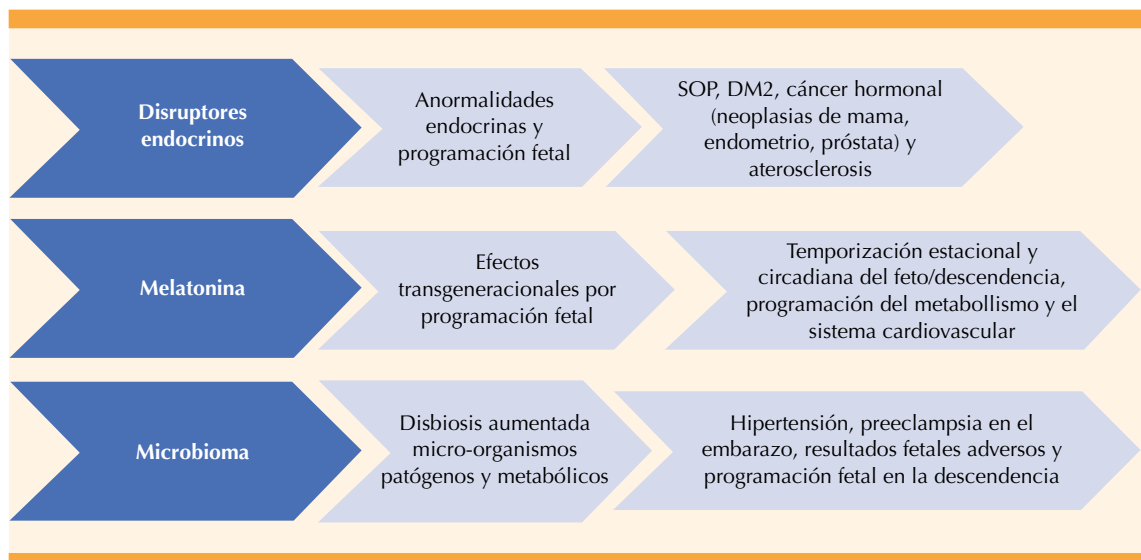 Disruptores
endocrinos
Anormalidades
endocrinas y
programación fetal
SOP, DM2, cáncer hormonal
(neoplasias de mama,
endometrio, próstata) y
aterosclerosis
Melatonina
Efectos
transgeneracionales por
programación fetal
Temporización estacional y
circadiana del feto/descendencia,
programación del metabollismo y el
sistema cardiovascular
Microbioma
Disbiosis aumentada
micro-organismos
patógenos y metabólicos
Hipertensión, preeclampsia en el
embarazo, resultados fetales adversos y
programación fetal en la descendencia